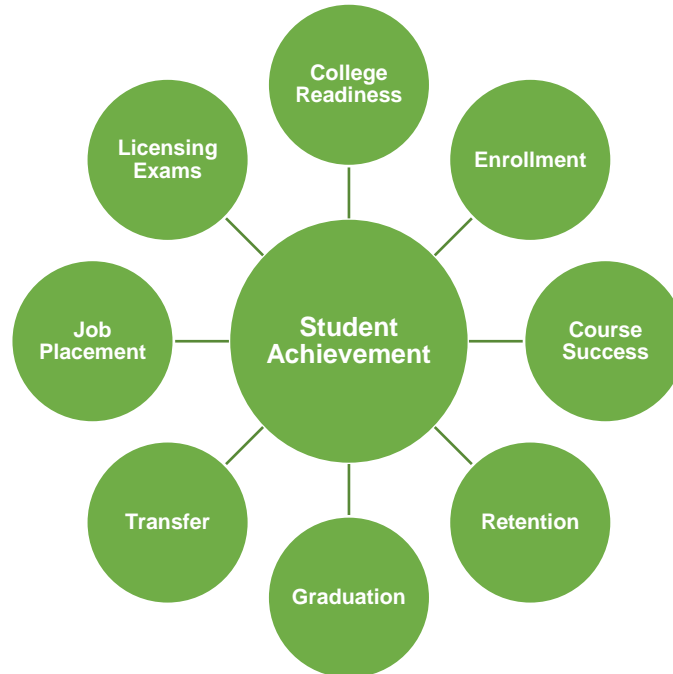 College
Readiness
Enrollment
Course
Success
Retention
Graduation
Transfer
Job
Placement
Licensing
Exams
Student
Achievement